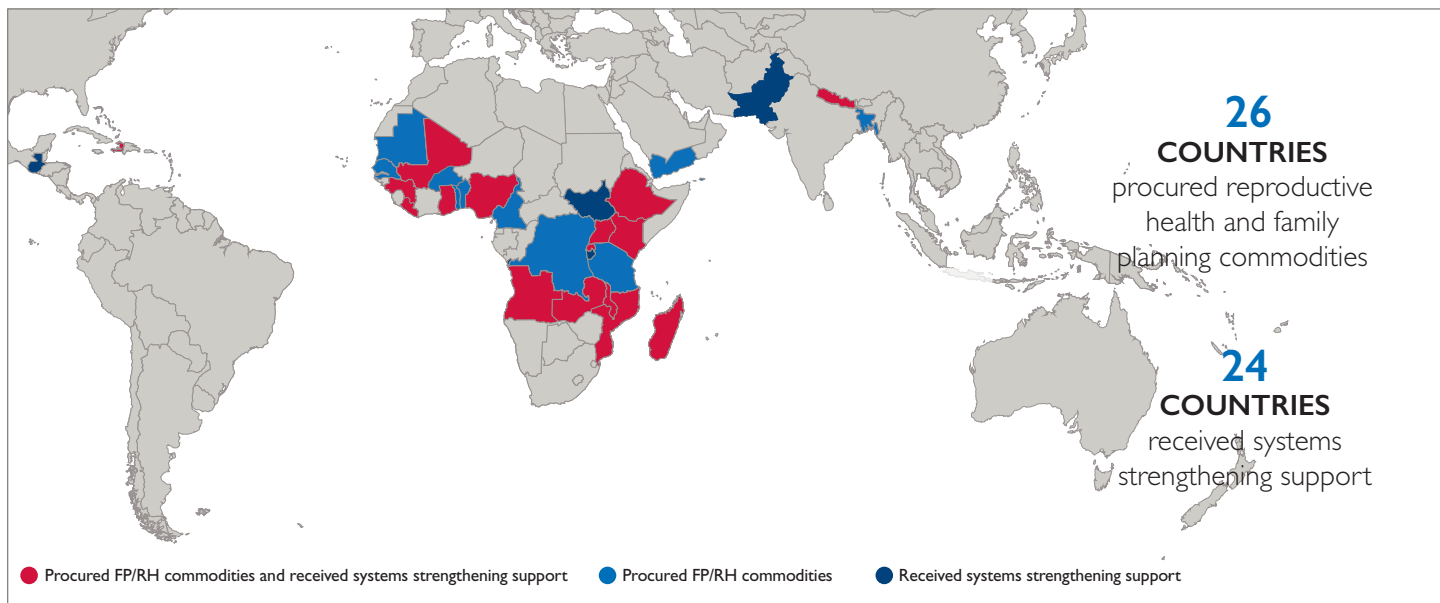 26
COUNTRIES
procured reproductive
health and family
planning commodities
24
COUNTRIES
received systems
strengthening support
Procured FP/RH commodities and received systems strengthening support
Procured FP/RH commodities
Received systems strengthening support